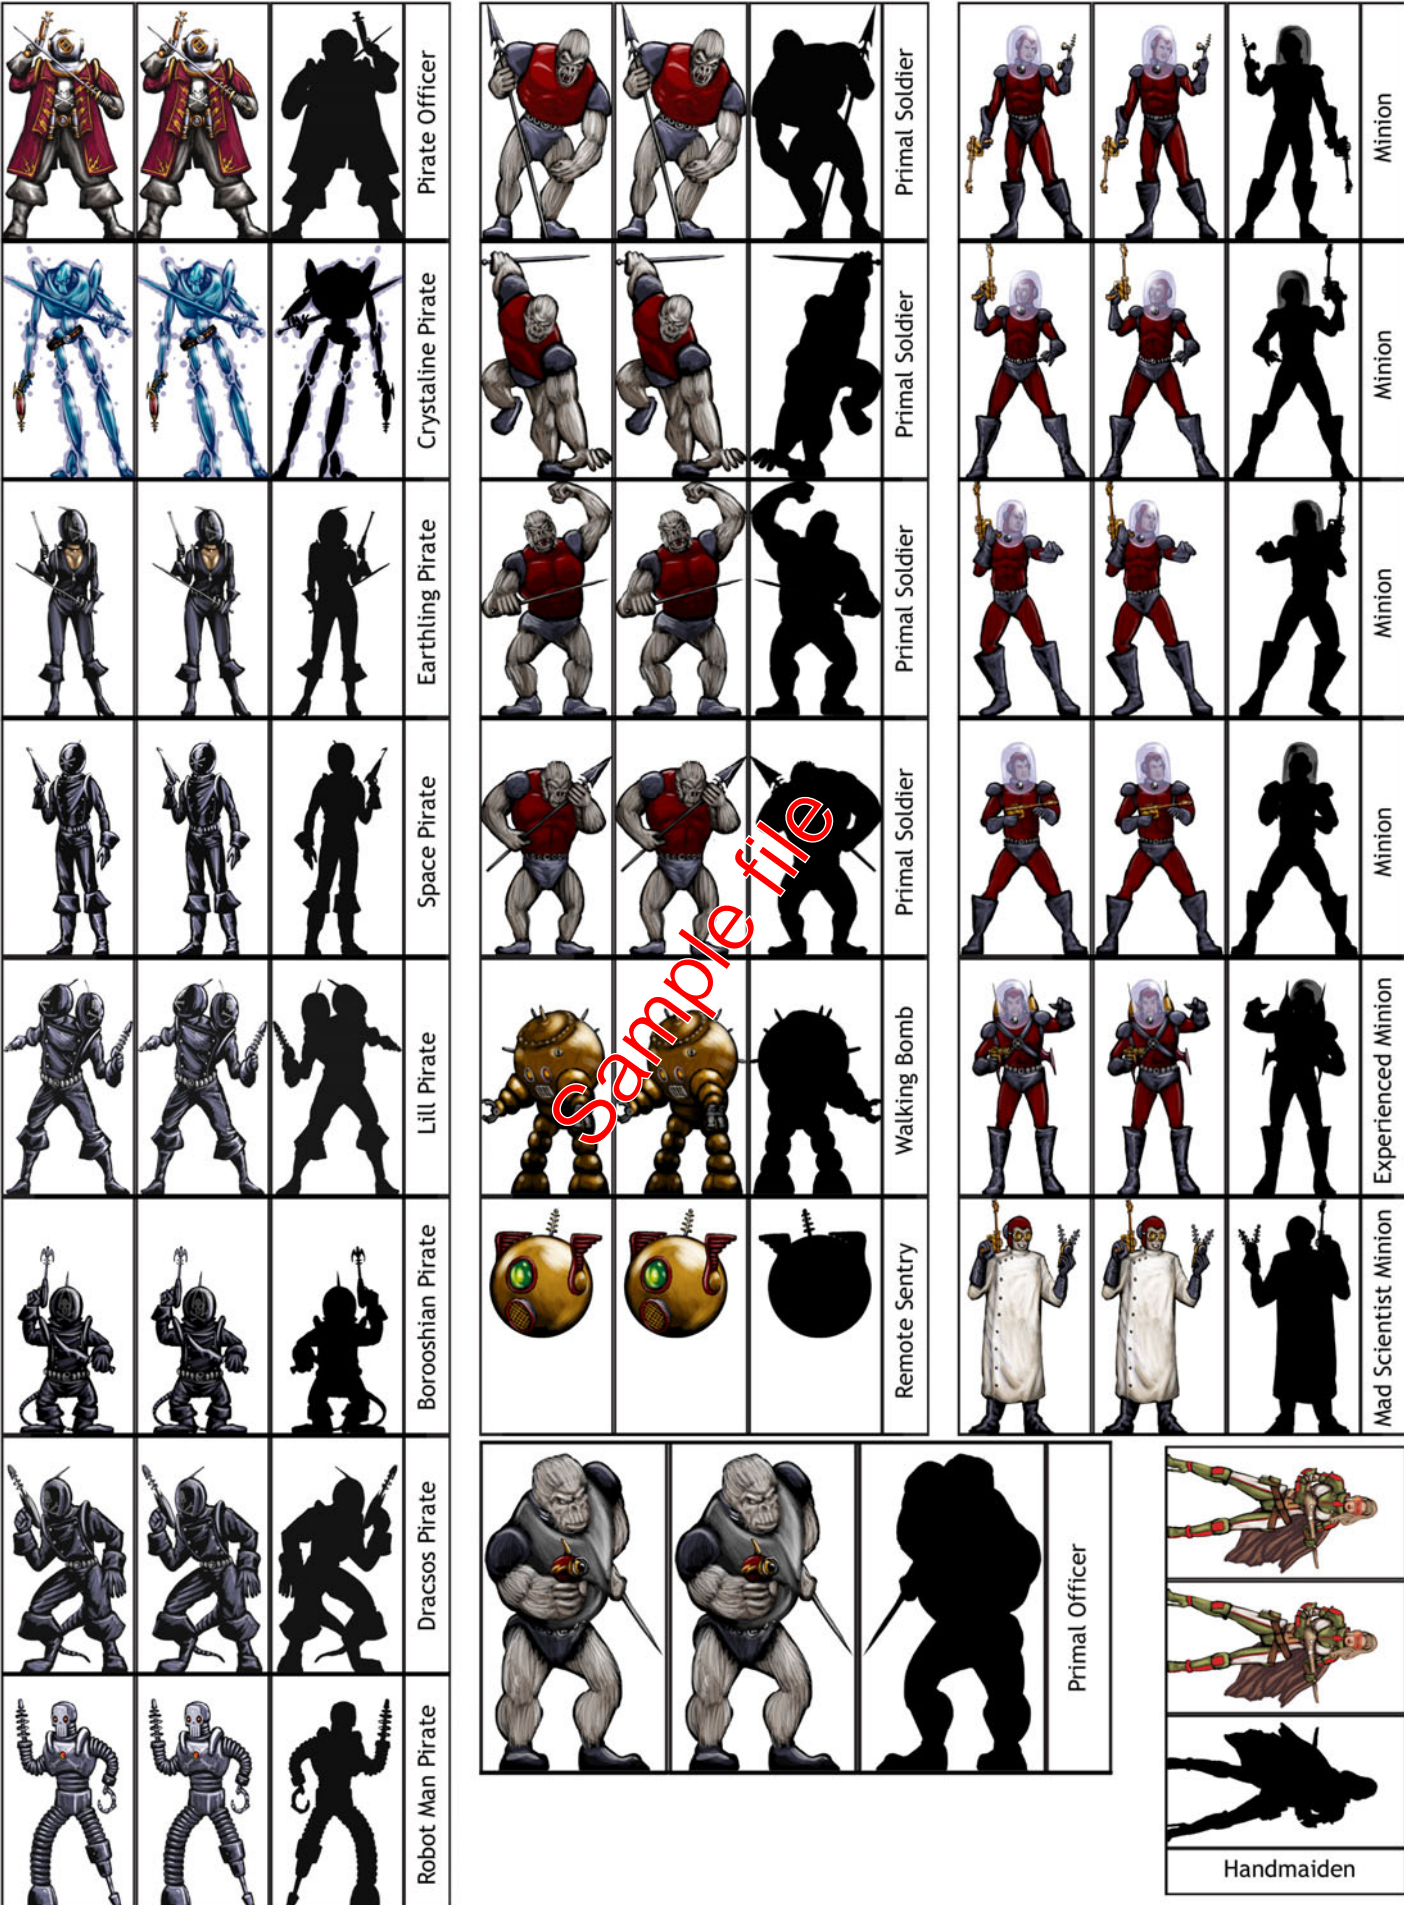 Pirate Officer
Crystaline Pirate
Earthling Pirate
Space Pirate
Lill Pirate
Borooshian Pirate
Dracsos Pirate
Robot Man Pirate
Primal Soldier
Primal Soldier
Primal Soldier
Primal Soldier
Walking Bomb
Remote Sentry
Primal Officer
Minion
Minion
Minion
Minion
Experienced Minion
Mad Scientist Minion
Handmaiden
Sample file